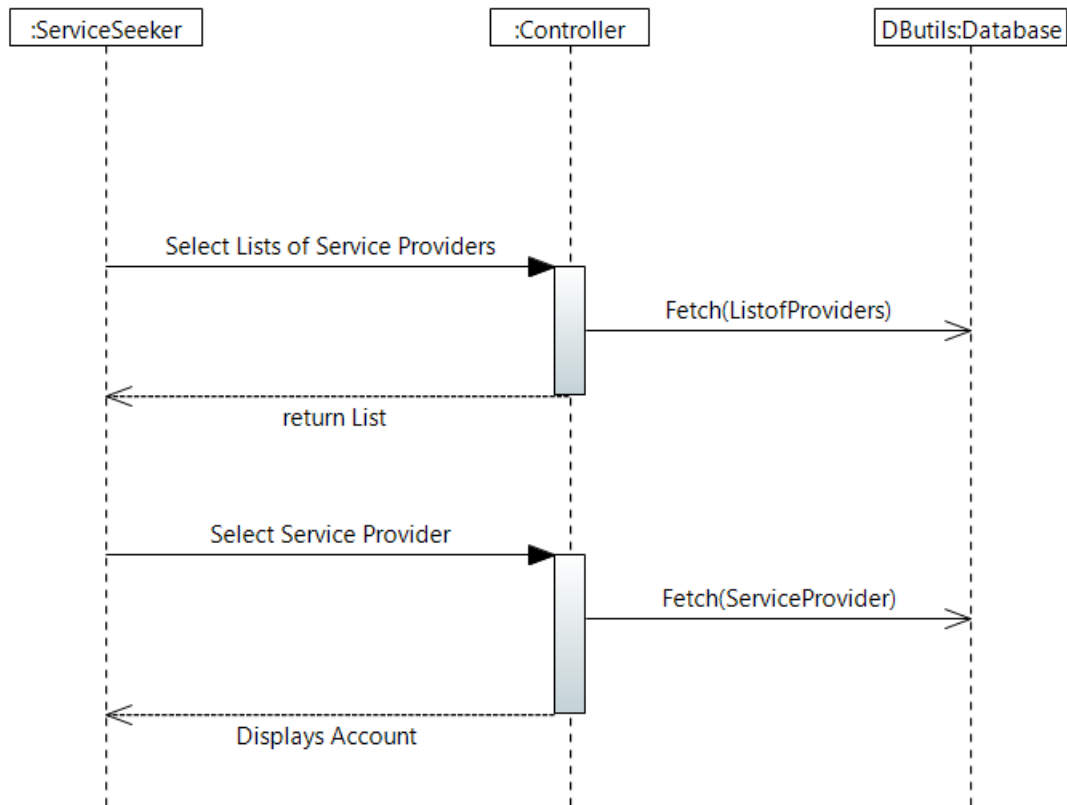 :ServiceSeeker
:Controller
DButils:Database
Select Lists of Service Providers
Fetch(ListofProviders)
return List
Select Service Provider
Fetch(ServiceProvider)
Displays Account